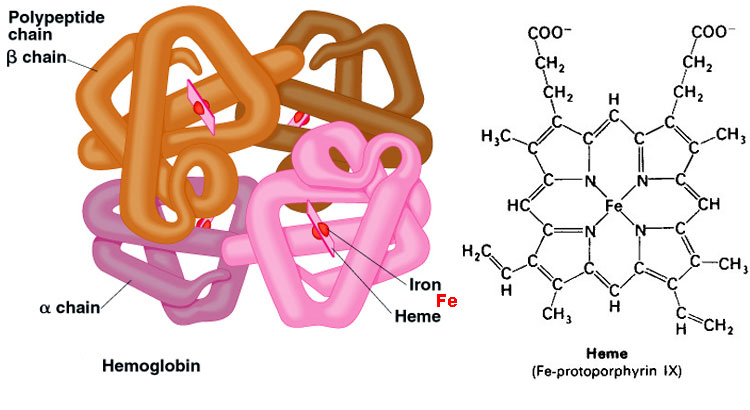 Polypeptide
chain
β chain
α chain
Iron
Fe
Heme
Hemoglobin
COO⁻
COO⁻
CH₂
CH₂
CH₂
CH₂
H
H₃C
C
C
C
C
C
C
C
C
CH₃
C
N
N
C
HC
Fe
CH
C
N
N
C
H₂C
C
C
C
C
C
C
CH₃
C
H
CH₃
C
H
C
H
CH₂
Heme
(Fe-protoporphyrin IX)